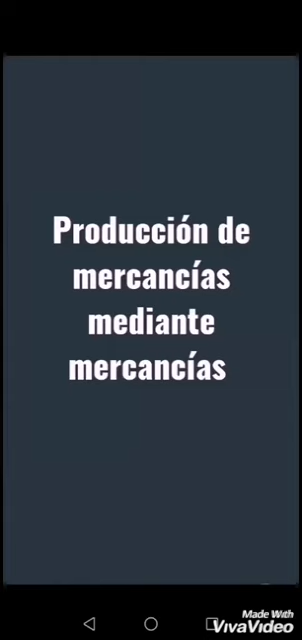 Producción de
mercancías
mediante
mercancías
Made With
VivaVideo